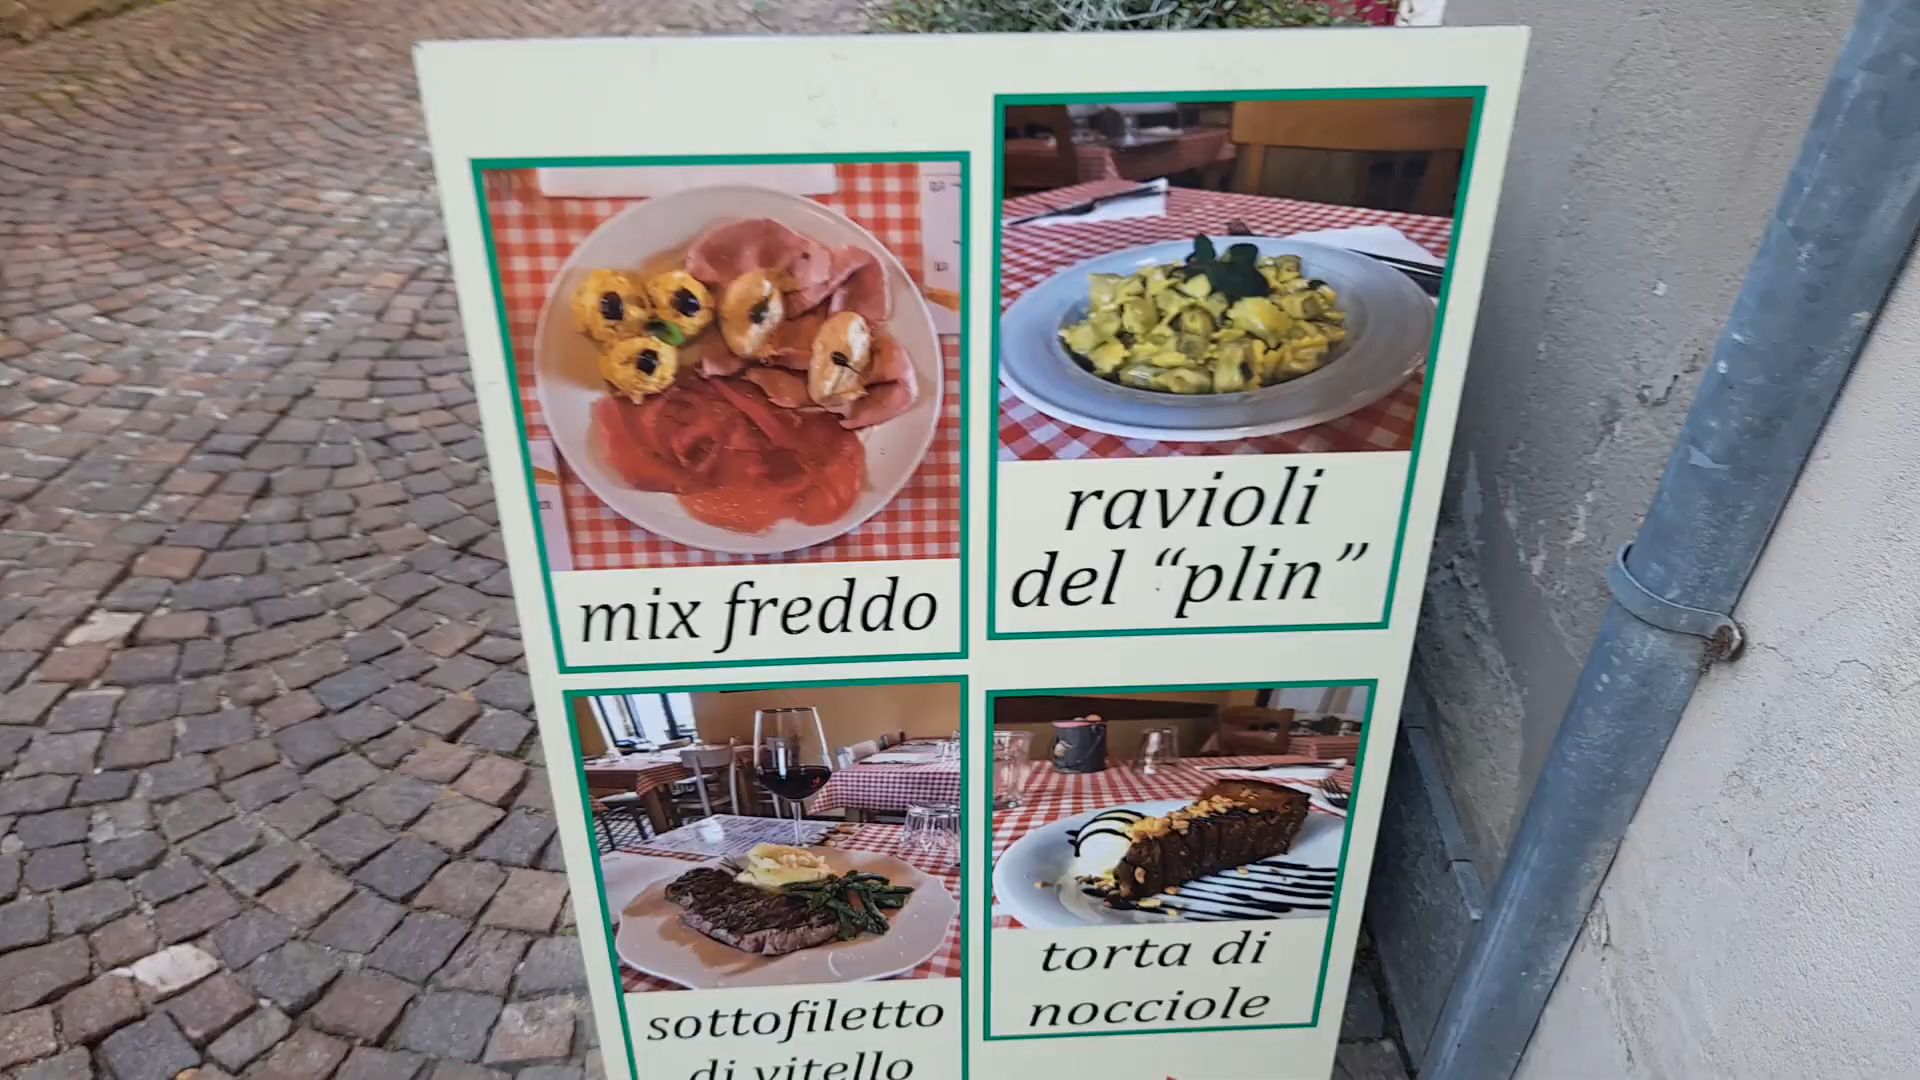 mix freddo
ravioli
del “plin”
sottofiletto
di vitello
torta di
nocciole